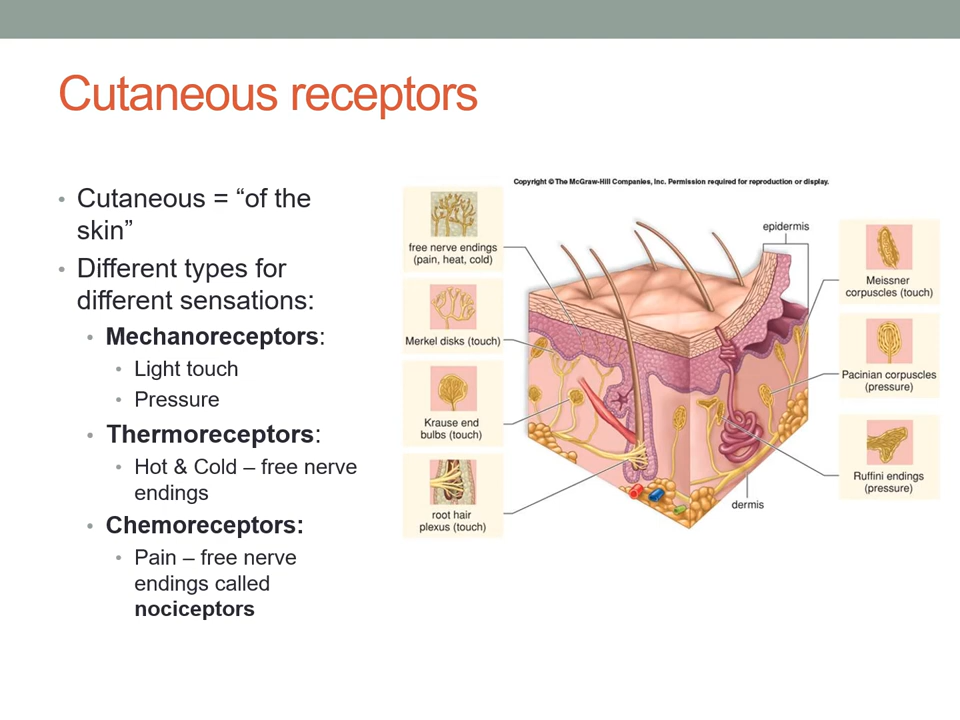 Cutaneous receptors
• Cutaneous = “of the
skin”
• Different types for
different sensations:
• Mechanoreceptors:
• Light touch
• Pressure
• Thermoreceptors:
• Hot & Cold – free nerve
endings
• Chemoreceptors:
• Pain – free nerve
endings called
nociceptors
Copyright © The McGraw-Hill Companies, Inc. Permission required for reproduction or display.
free nerve endings
(pain, heat, cold)
Merkel disks (touch)
Krause end
bulbs (touch)
root hair
plexus (touch)
epidermis
dermis
Meissner
corpuscles (touch)
Pacinian corpuscles
(pressure)
Ruffini endings
(pressure)